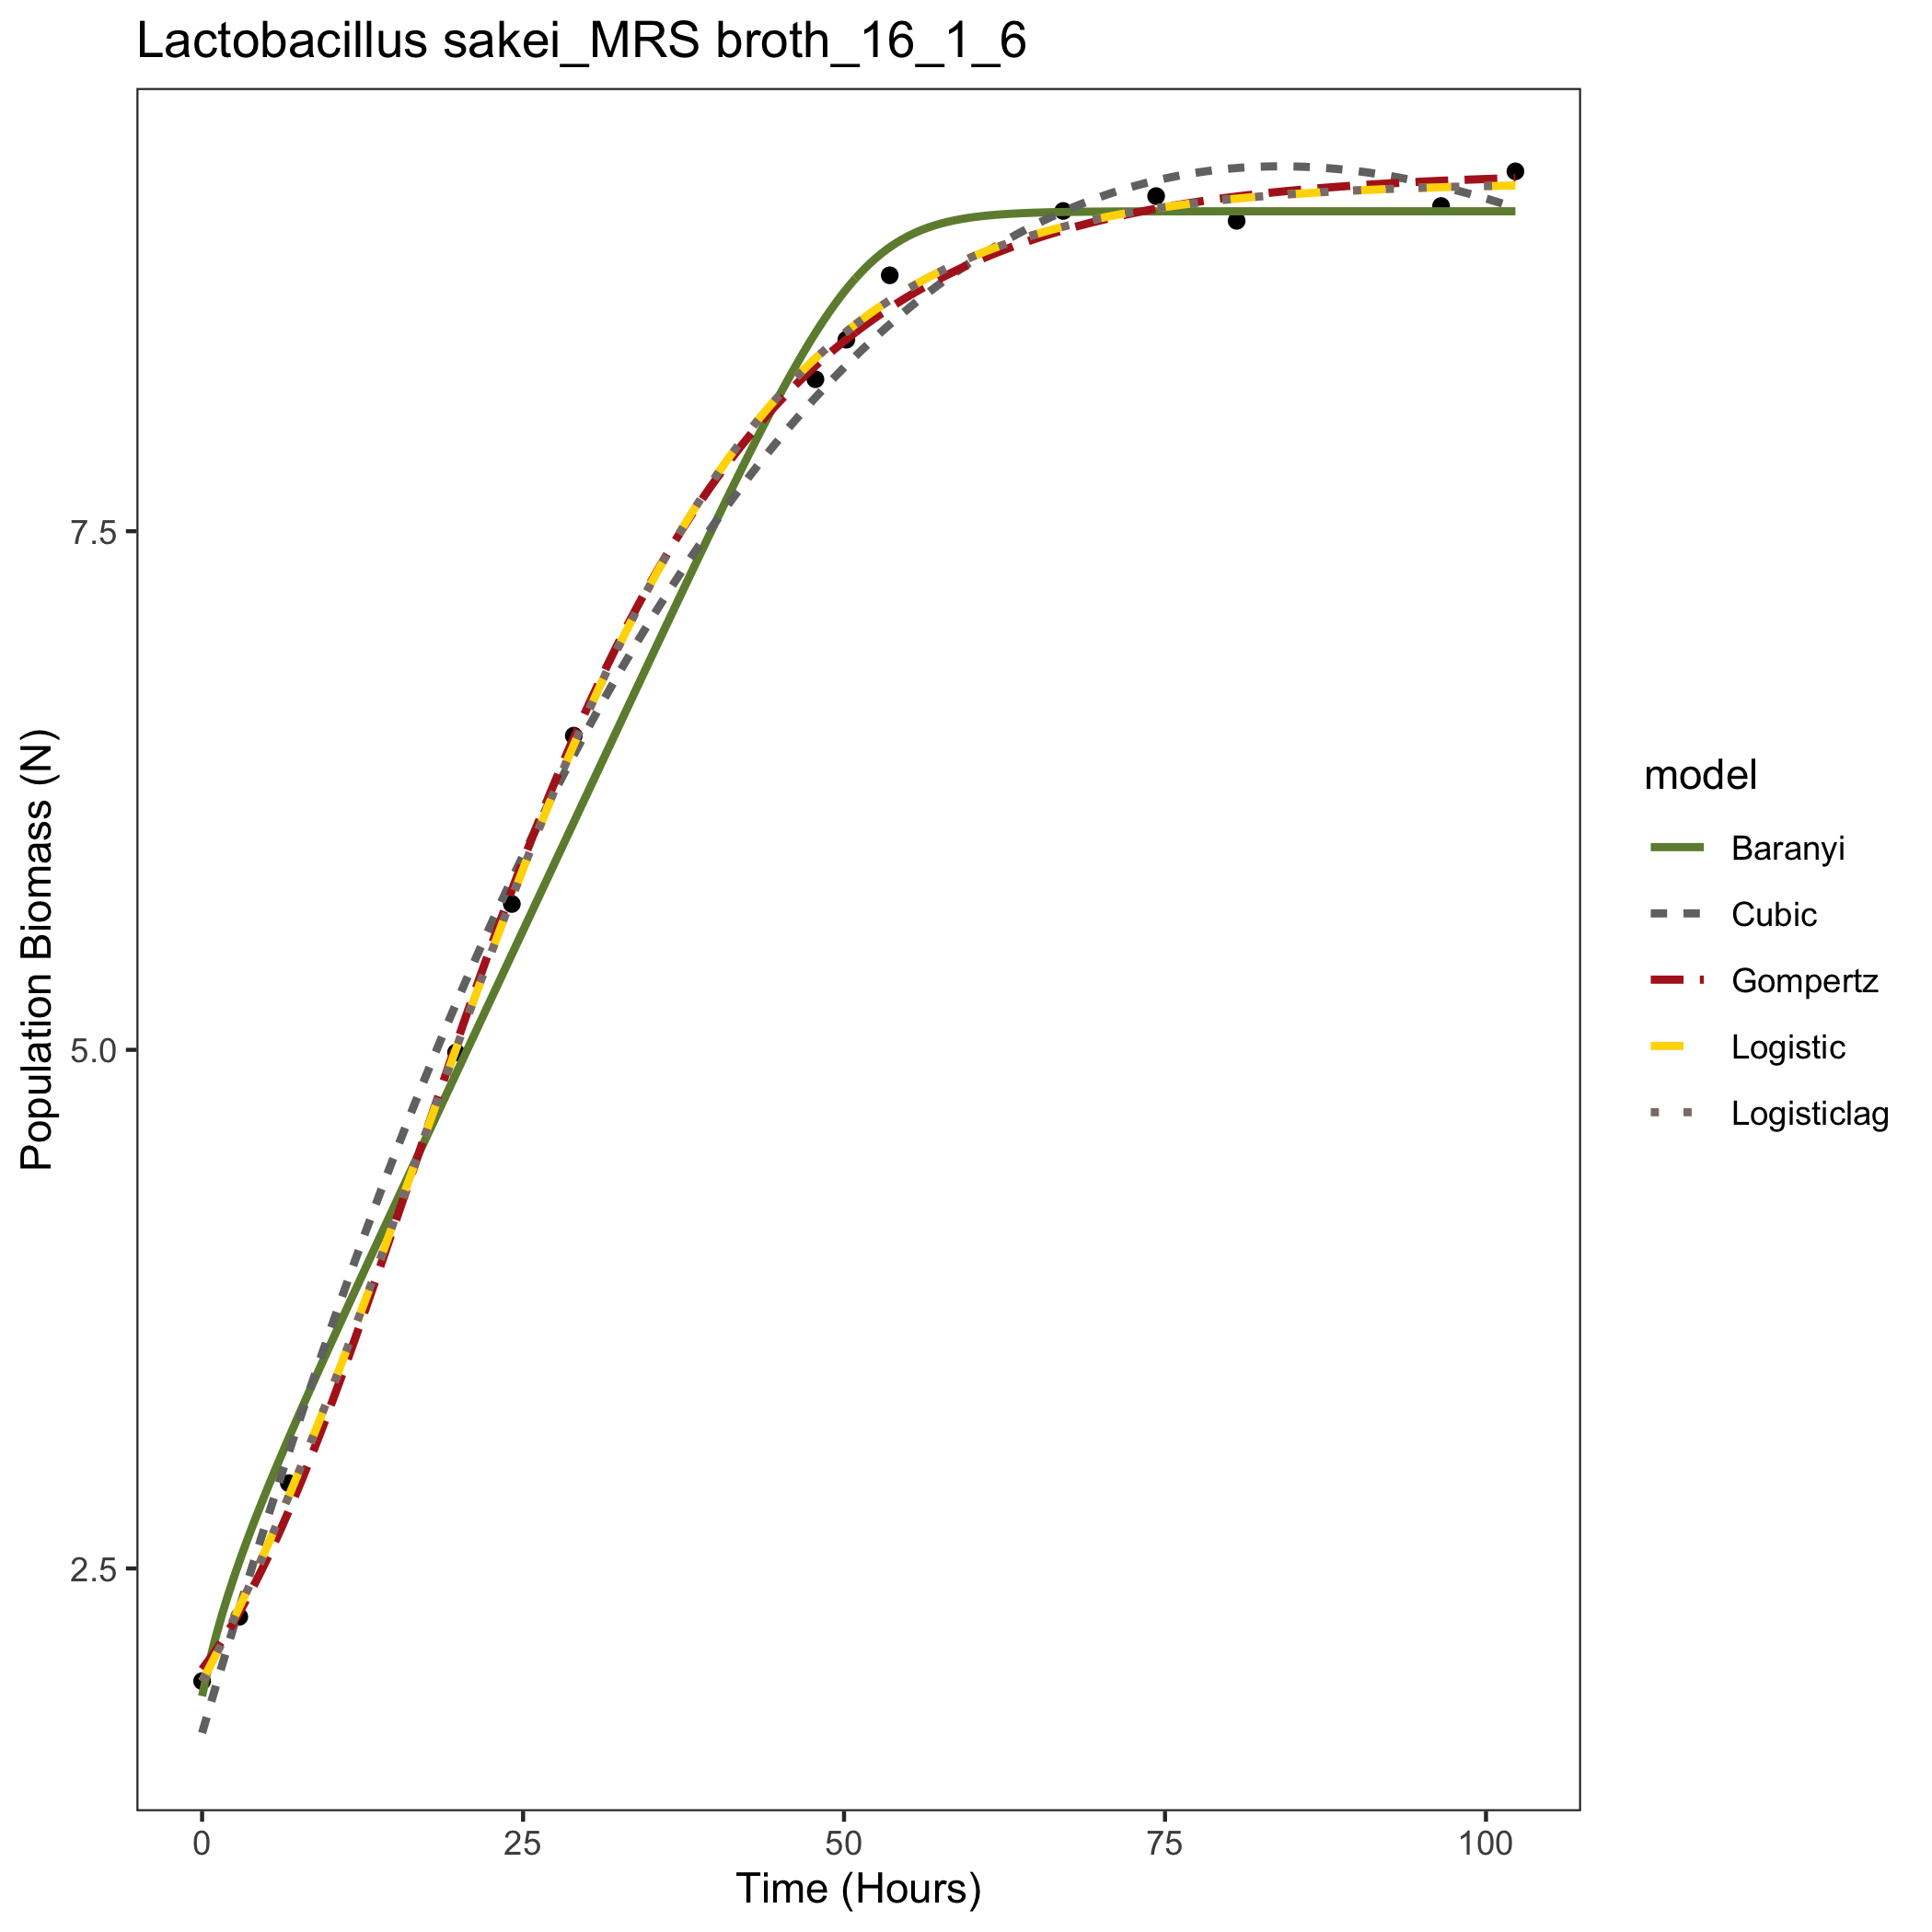 Lactobacillus sakei_MRS broth_16_1_6
Population Biomass (N)
7.5
5.0
2.5
0 25 50 75 100
Time (Hours)
model
Baranyi
Cubic
Gompertz
Logistic
Logisticlag